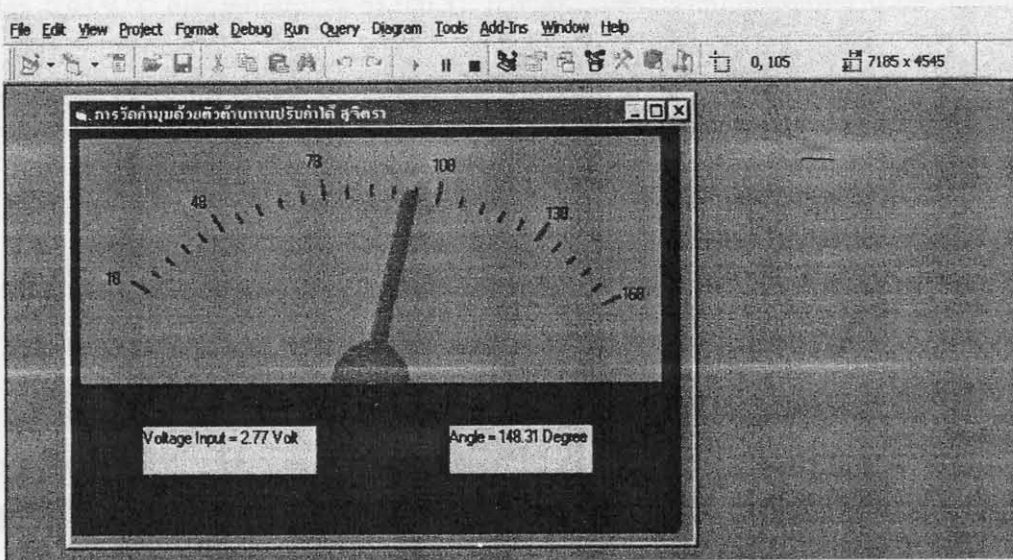 File Edit View Project Format Debug Run Query Diagram Tools Add-Ins Window Help
0, 105 7185 x 4545
การวัดค่ามุมด้วยตัวต้านทานปรับค่าได้ สุจิตรา
18 48 78 108 138 168
Voltage Input = 2.77 Volt Angle = 148.31 Degree